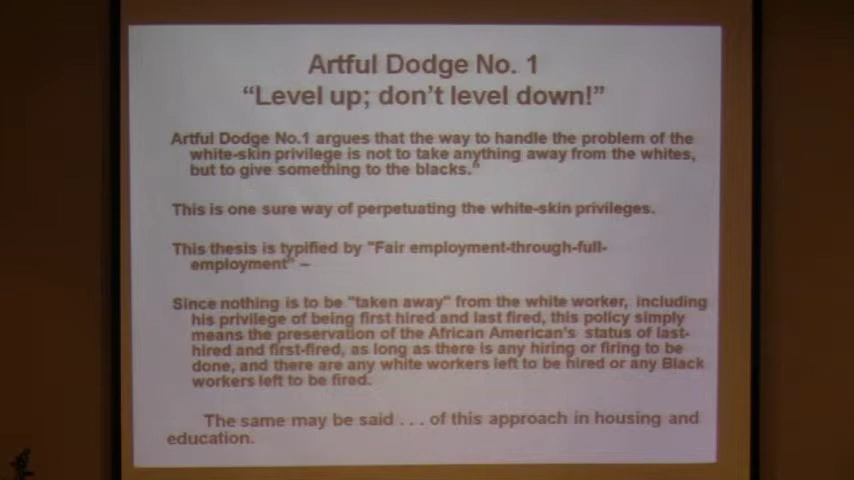 Artful Dodge No. 1
“Level up; don’t level down!”
Artful Dodge No.1 argues that the way to handle the problem of the
white-skin privilege is not to take anything away from the whites,
but to give something to the blacks."
This is one sure way of perpetuating the white-skin privileges.
This thesis is typified by "Fair employment-through-full-
employment" –
Since nothing is to be "taken away" from the white worker, including
his privilege of being first hired and last fired, this policy simply
means the preservation of the African American's status of last-
hired and first-fired, as long as there is any hiring or firing to be
done, and there are any white workers left to be hired or any Black
workers left to be fired.
The same may be said . . . of this approach in housing and
education.